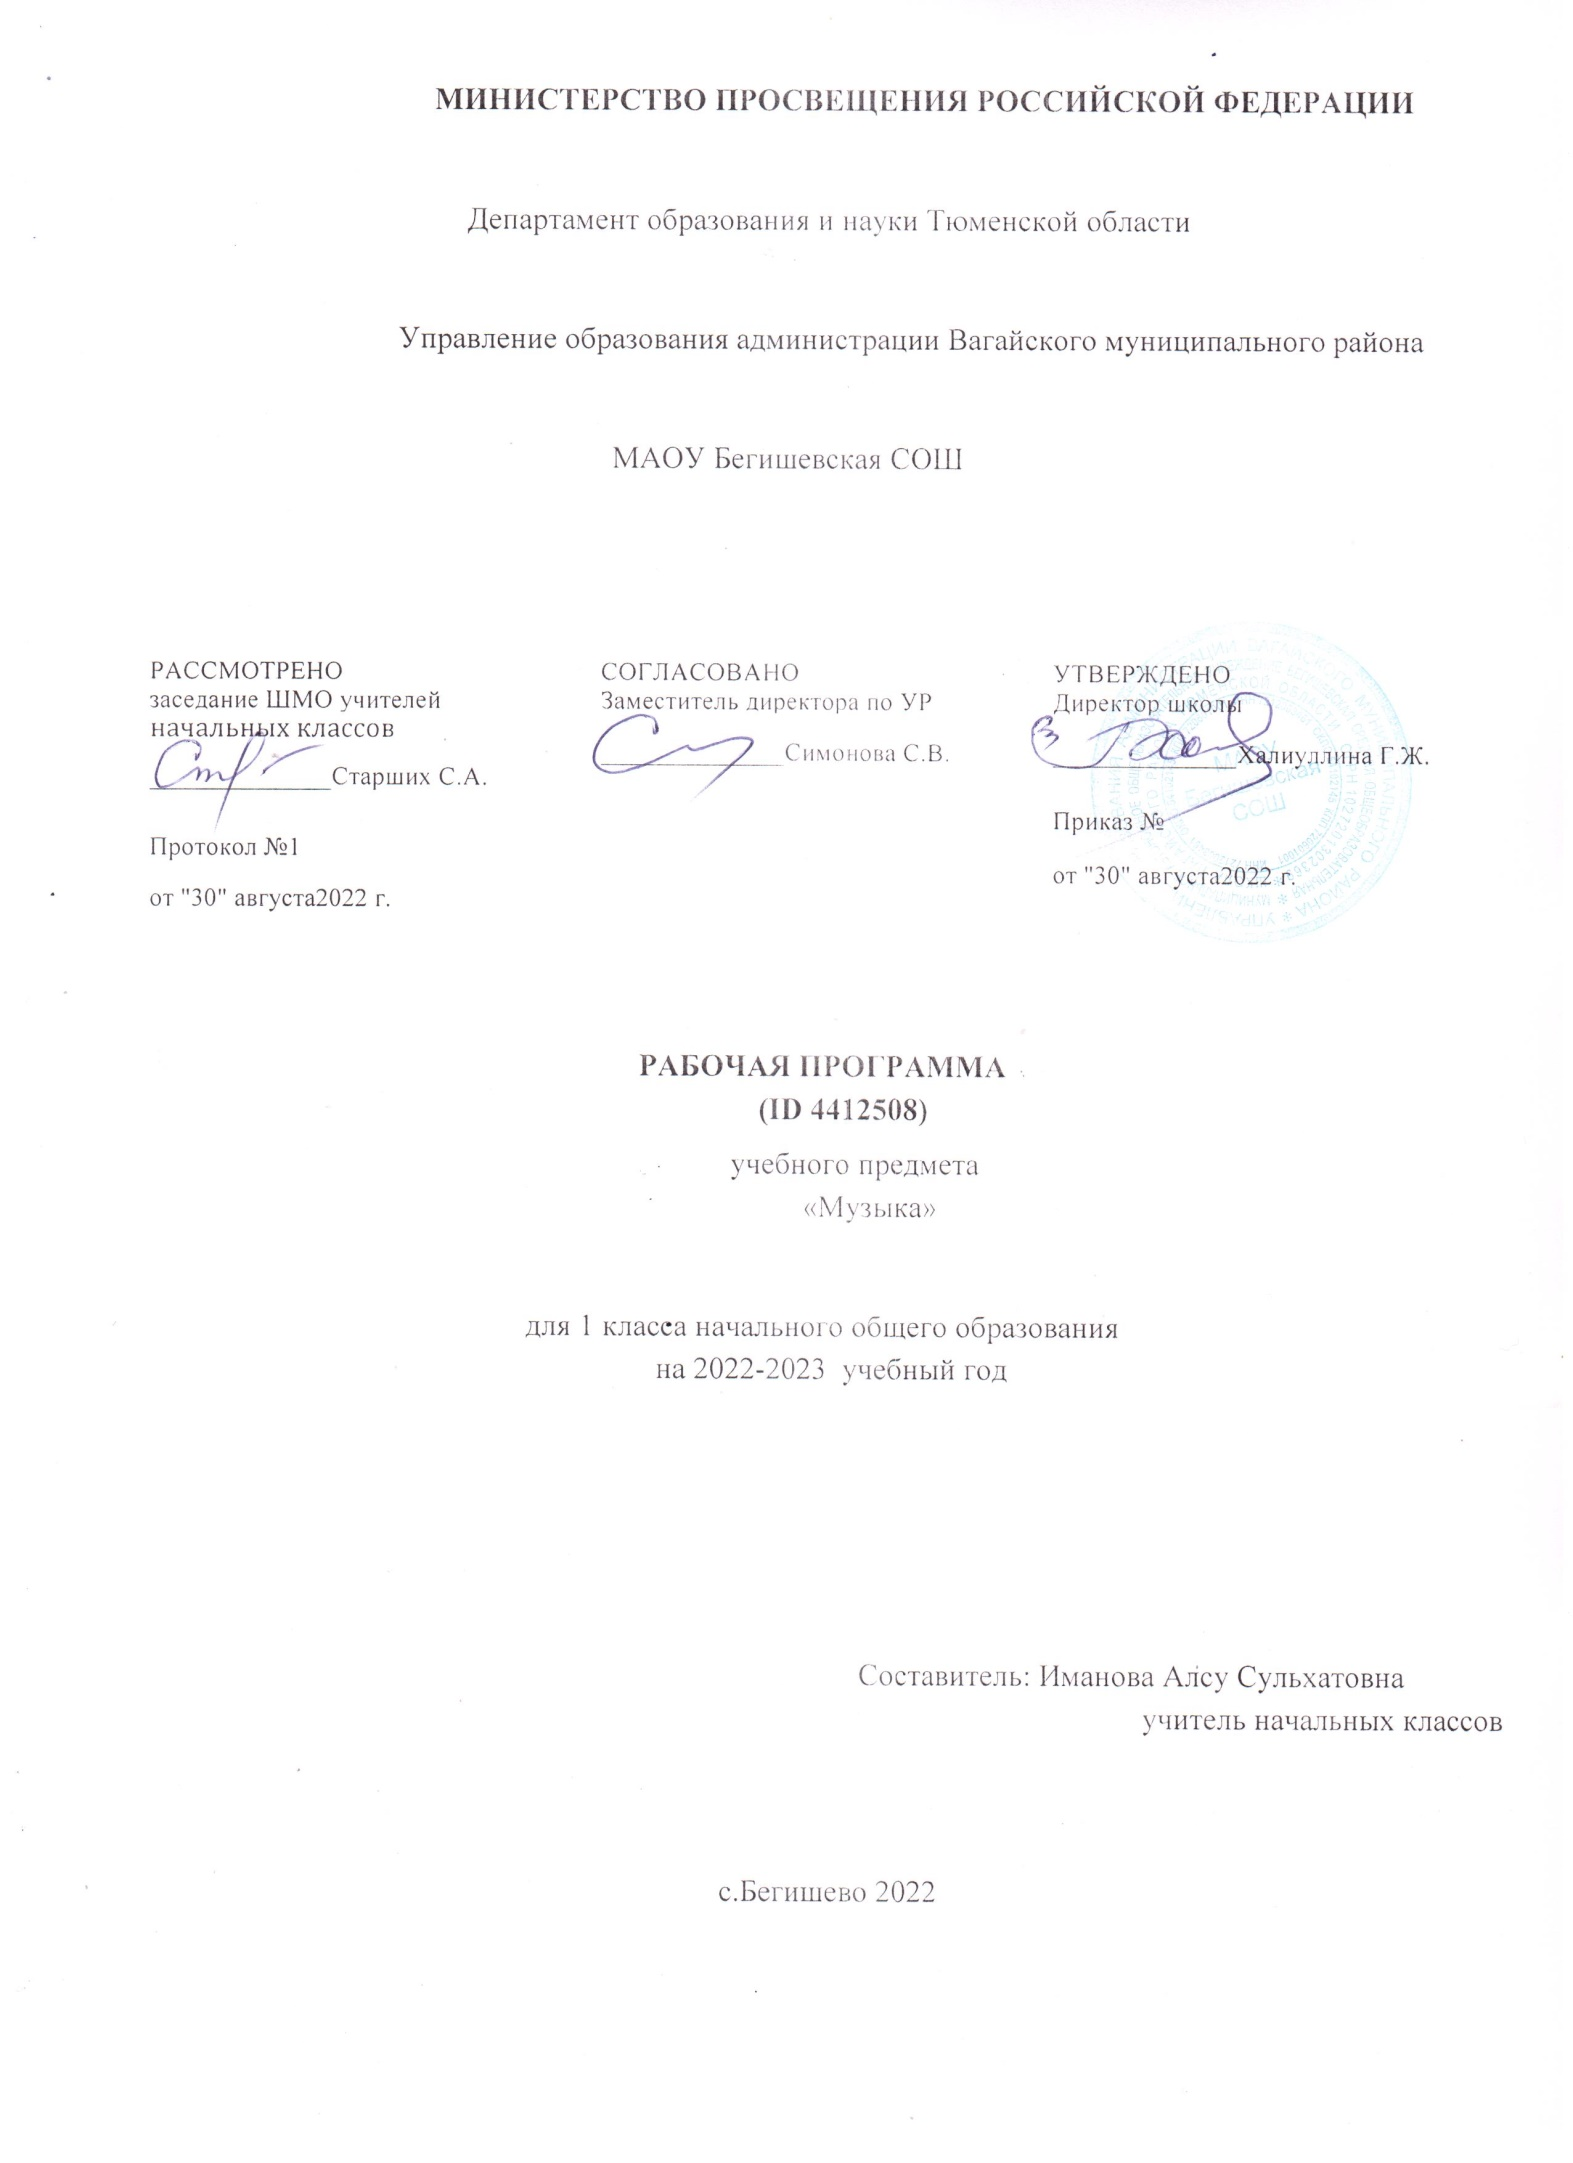 МИНИСТЕРСТВО ПРОСВЕЩЕНИЯ РОССИЙСКОЙ ФЕДЕРАЦИИ
Департамент образования и науки Тюменской области
Управление образования администрации Вагайского муниципального района
МАОУ Бегишевская СОШ
РАССМОТРЕНО
заседание ШМО учителей
начальных классов
Старших С.А.
Протокол №1
от "30" августа2022 г.
СОГЛАСОВАНО
Заместитель директора по УР
Симонова С.В.
УТВЕРЖДЕНО
Директор школы
Халиуллина Г.Ж.
Приказ №
от "30" августа2022 г.
РАБОЧАЯ ПРОГРАММА
(ID 4412508)
учебного предмета
«Музыка»
для 1 класса начального общего образования
на 2022-2023 учебный год
Составитель: Иманова Алсу Сульхатовна
учитель начальных классов
с.Бегишево 2022